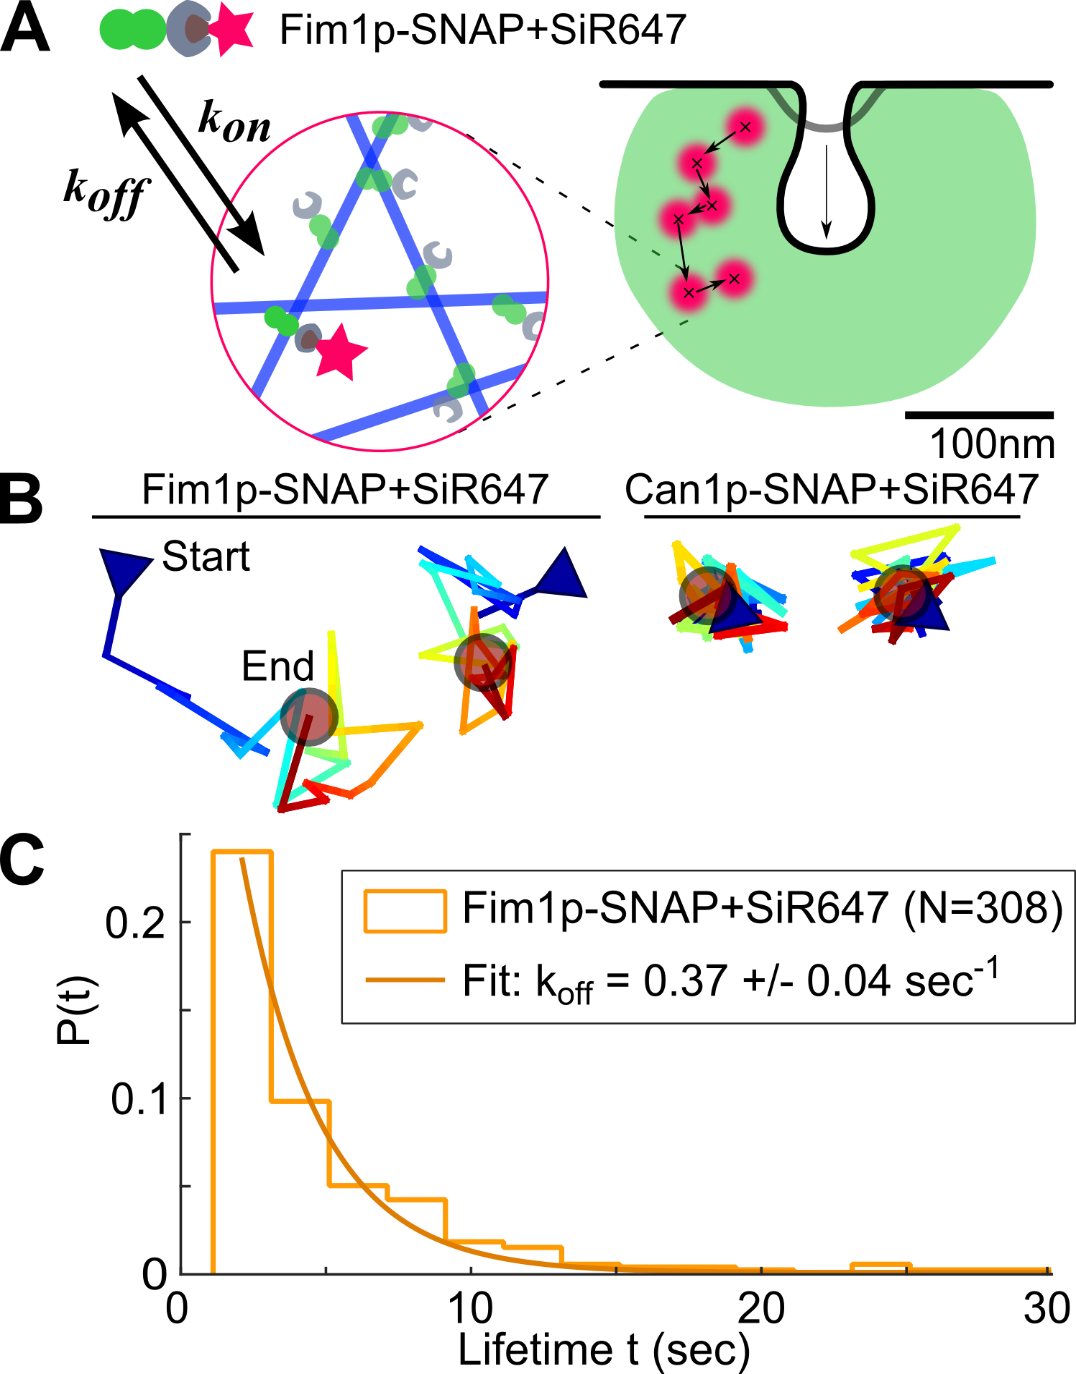 A
Fim1p-SNAP+SiR647
kon
koff
100nm
B
Fim1p-SNAP+SiR647
Can1p-SNAP+SiR647
Start
End
C
Fim1p-SNAP+SiR647 (N=308)
Fit: koff = 0.37 +/- 0.04 sec-1
P(t)
0.2
0.1
0
0 10 20 30
Lifetime t (sec)